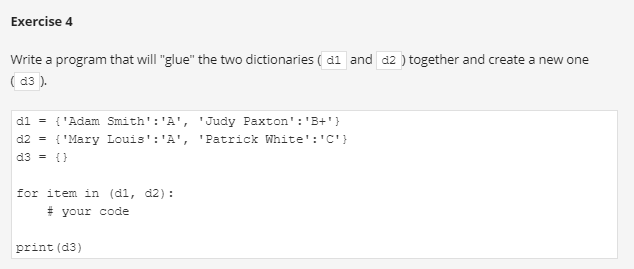 Exercise 4
Write a program that will "glue" the two dictionaries ( d1 and d2 ) together and create a new one
( d3 ).
d1 = {'Adam Smith':'A', 'Judy Paxton':'B+'}
d2 = {'Mary Louis':'A', 'Patrick White':'C'}
d3 = {}
for item in (d1, d2):
    # your code
print(d3)